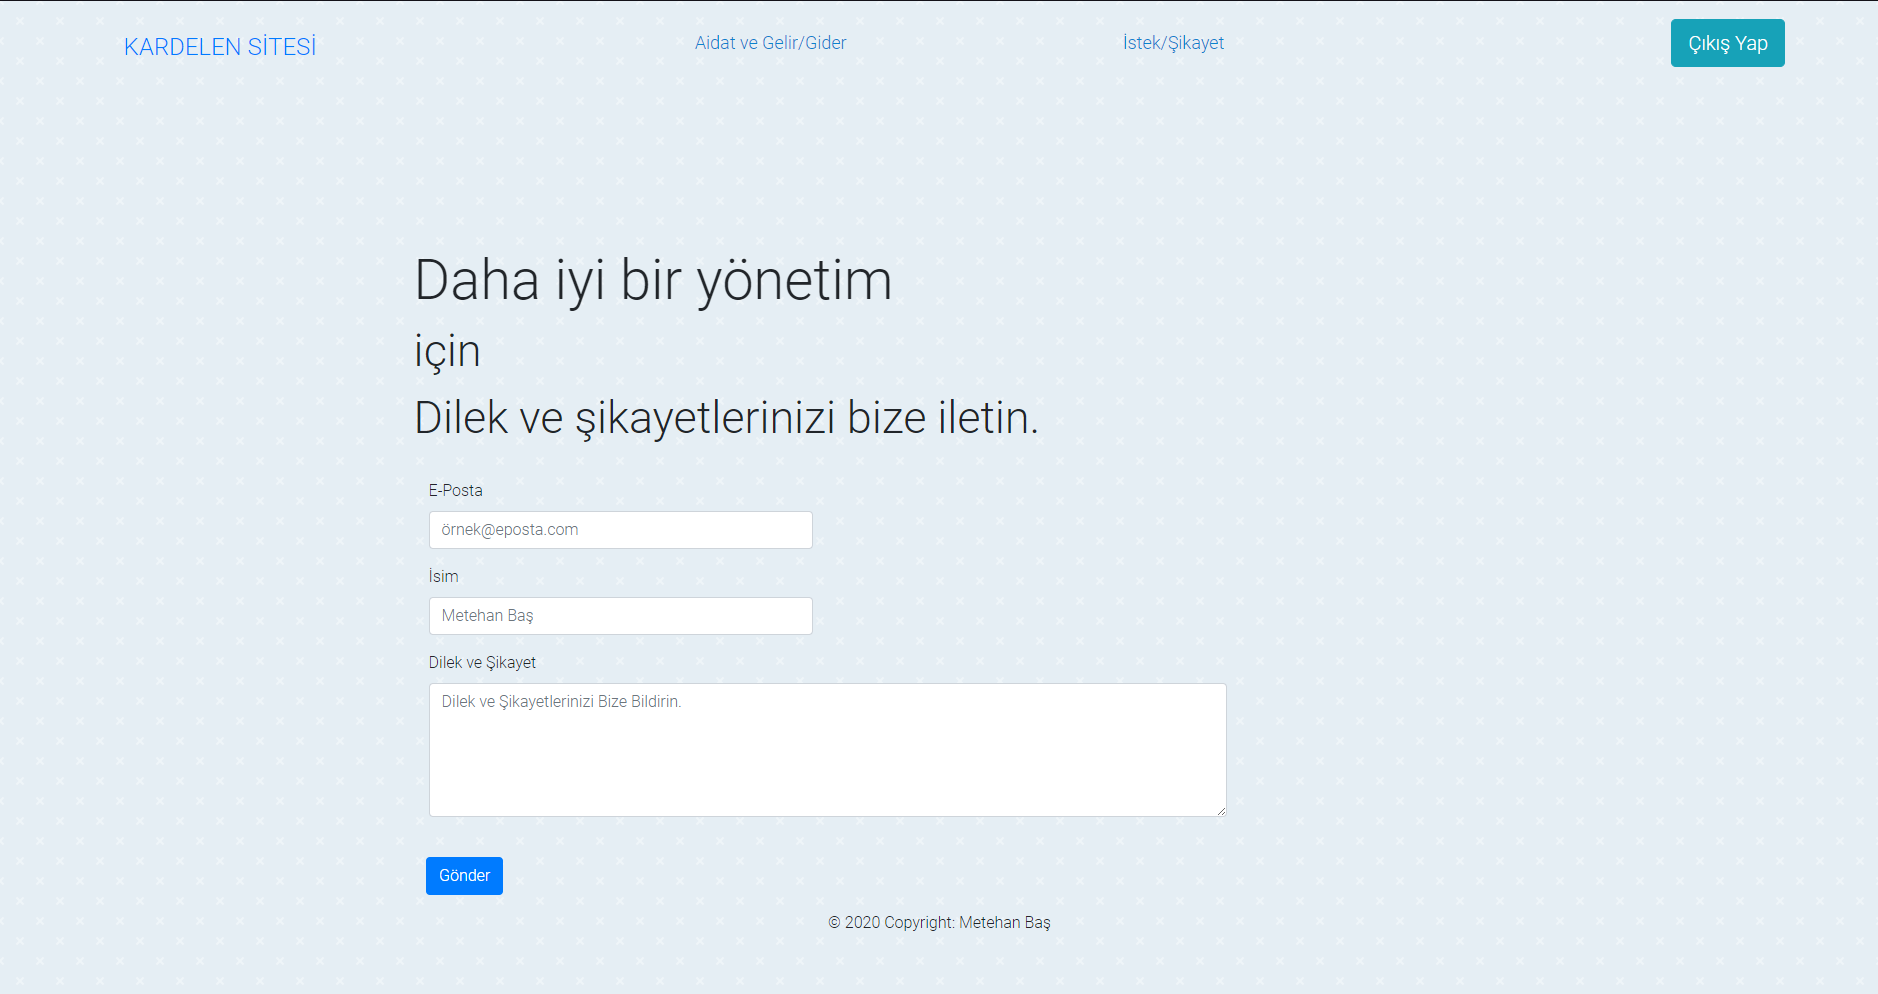 KARDELEN SİTESİ
Aidat ve Gelir/Gider
İstek/Şikayet
Çıkış Yap
Daha iyi bir yönetim
için
Dilek ve şikayetlerinizi bize iletin.
E-Posta
örnek@eposta.com
İsim
Metehan Baş
Dilek ve Şikayet
Dilek ve Şikayetlerinizi Bize Bildirin.
Gönder
© 2020 Copyright: Metehan Baş